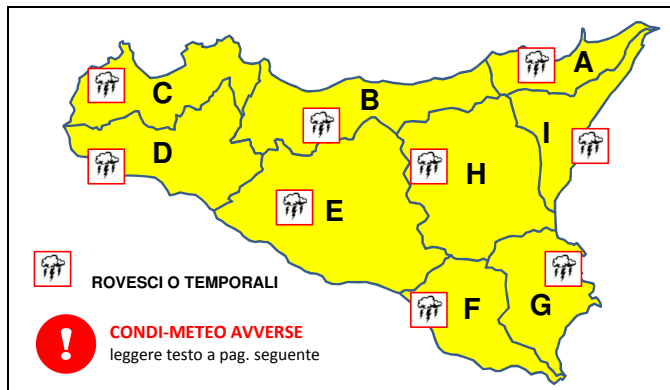 A
C
B
I
D
H
E
ROVESCI O TEMPORALI
F
G
!
CONDI-METEO AVVERSE
leggere testo a pag. seguente